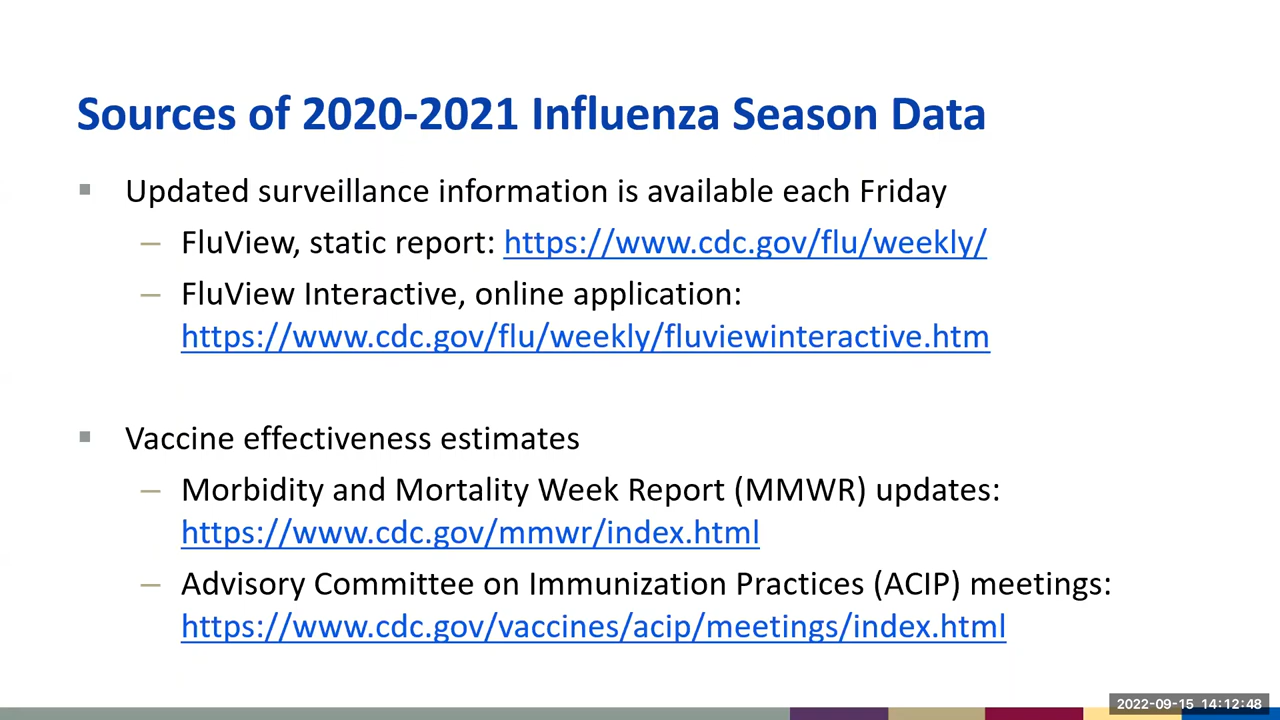 Sources of 2020-2021 Influenza Season Data
▪ Updated surveillance information is available each Friday
– FluView, static report: https://www.cdc.gov/flu/weekly/
– FluView Interactive, online application:
https://www.cdc.gov/flu/weekly/fluviewinteractive.htm
▪ Vaccine effectiveness estimates
– Morbidity and Mortality Week Report (MMWR) updates:
https://www.cdc.gov/mmwr/index.html
– Advisory Committee on Immunization Practices (ACIP) meetings:
https://www.cdc.gov/vaccines/acip/meetings/index.html
2022-09-15 14:12:48